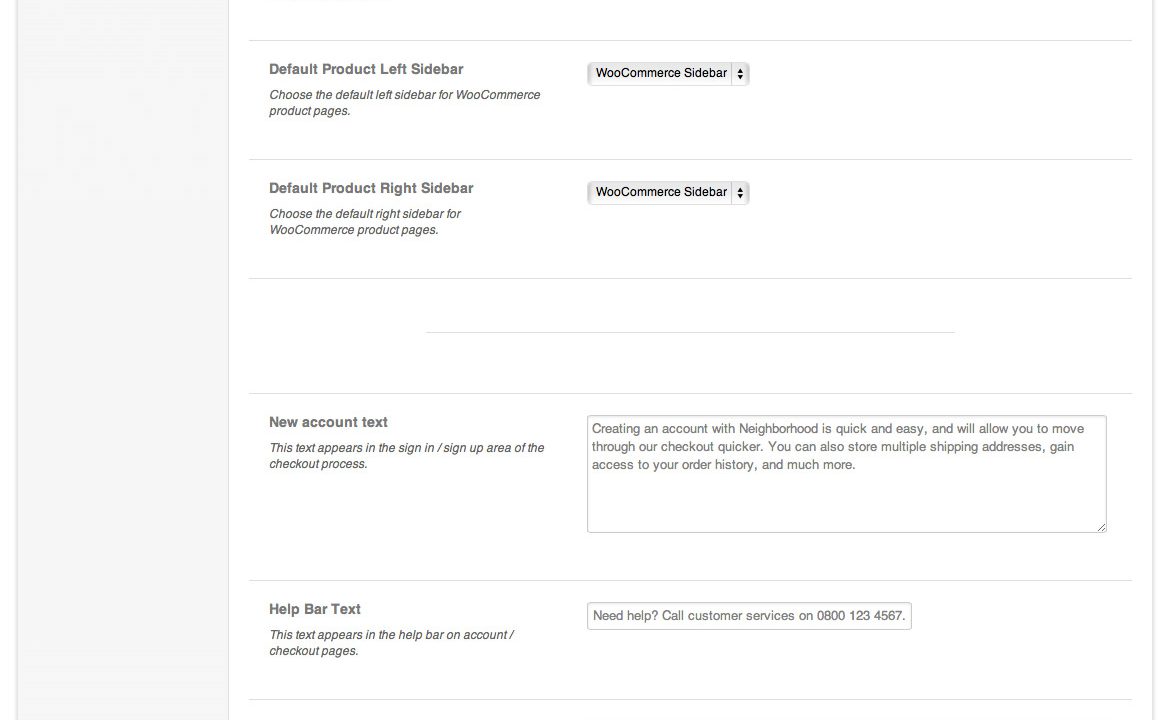 Default Product Left Sidebar
WooCommerce Sidebar
Choose the default left sidebar for WooCommerce
product pages.
Default Product Right Sidebar
WooCommerce Sidebar
Choose the default right sidebar for
WooCommerce product pages.
New account text
This text appears in the sign in / sign up area of the
checkout process.
Creating an account with Neighborhood is quick and easy, and will allow you to move
through our checkout quicker. You can also store multiple shipping addresses, gain
access to your order history, and much more.
Help Bar Text
This text appears in the help bar on account /
checkout pages.
Need help? Call customer services on 0800 123 4567.